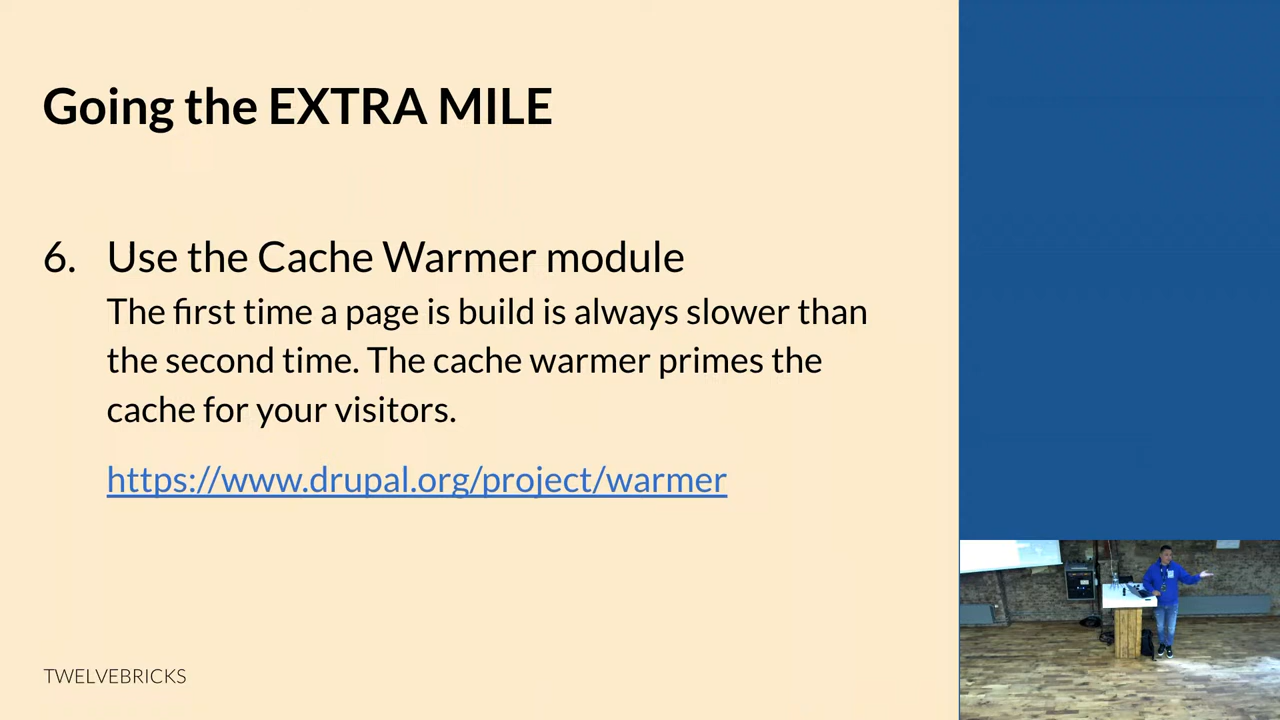 Going the EXTRA MILE
6. Use the Cache Warmer module
The first time a page is build is always slower than
the second time. The cache warmer primes the
cache for your visitors.
https://www.drupal.org/project/warmer
TWELVEBRICKS